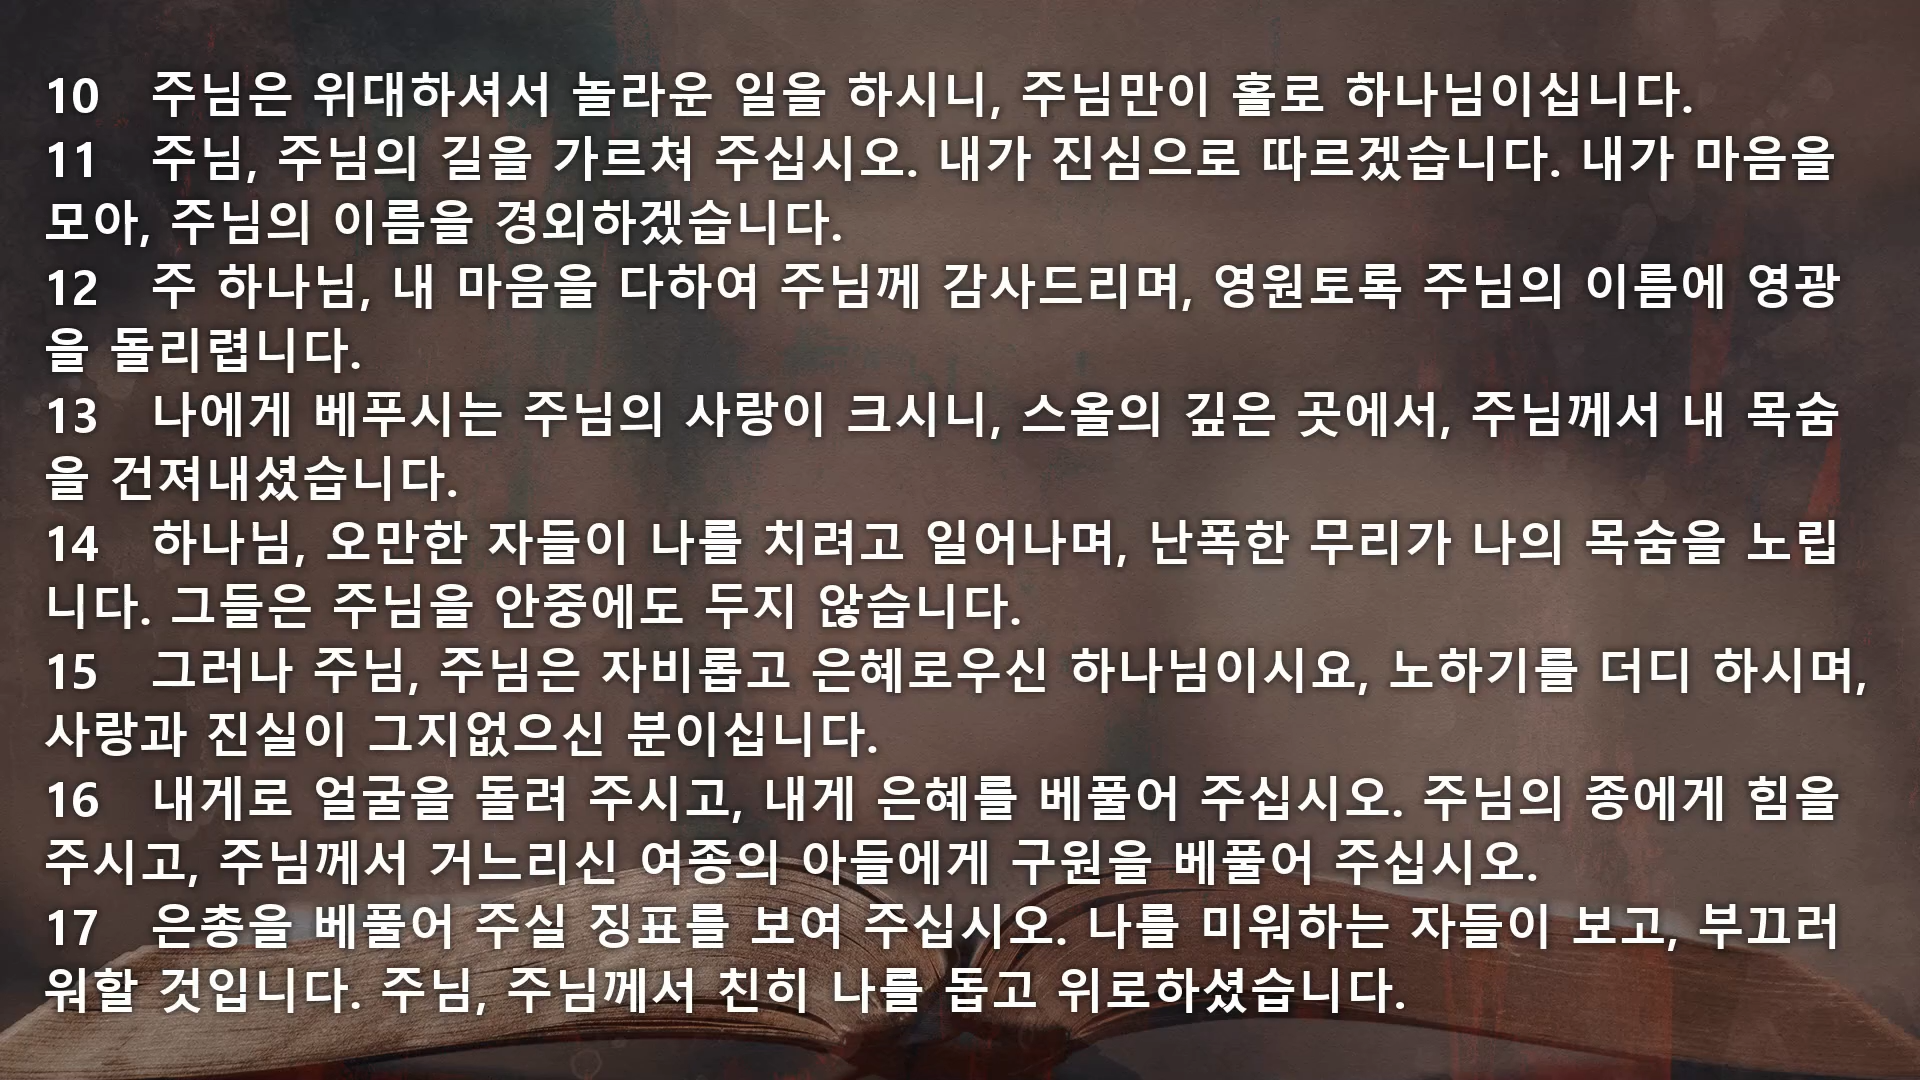 10 주님은 위대하셔서 놀라운 일을 하시니, 주님만이 홀로 하나님이십니다.
11 주님, 주님의 길을 가르쳐 주십시오. 내가 진심으로 따르겠습니다. 내가 마음을
모아, 주님의 이름을 경외하겠습니다.
12 주 하나님, 내 마음을 다하여 주님께 감사드리며, 영원토록 주님의 이름에 영광
을 돌리렵니다.
13 나에게 베푸시는 주님의 사랑이 크시니, 스올의 깊은 곳에서, 주님께서 내 목숨
을 건져내셨습니다.
14 하나님, 오만한 자들이 나를 치려고 일어나며, 난폭한 무리가 나의 목숨을 노립
니다. 그들은 주님을 안중에도 두지 않습니다.
15 그러나 주님, 주님은 자비롭고 은혜로우신 하나님이시요, 노하기를 더디 하시며,
사랑과 진실이 그지없으신 분이십니다.
16 내게로 얼굴을 돌려 주시고, 내게 은혜를 베풀어 주십시오. 주님의 종에게 힘을
주시고, 주님께서 거느리신 여종의 아들에게 구원을 베풀어 주십시오.
17 은총을 베풀어 주실 징표를 보여 주십시오. 나를 미워하는 자들이 보고, 부끄러
워할 것입니다. 주님, 주님께서 친히 나를 돕고 위로하셨습니다.